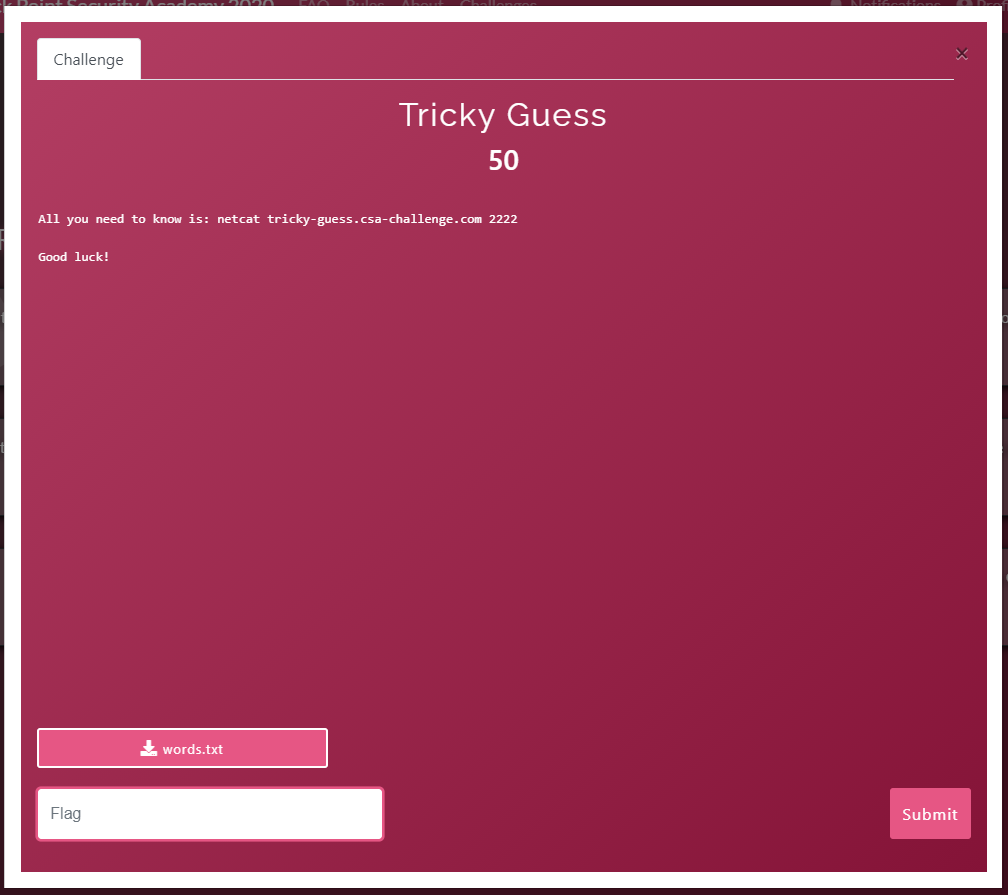 Point Security Academy 2020 FAQ Rules About Challenges Notifications
Challenge
×
Tricky Guess
50
All you need to know is: netcat tricky-guess.csa-challenge.com 2222
Good luck!
words.txt
Flag
Submit